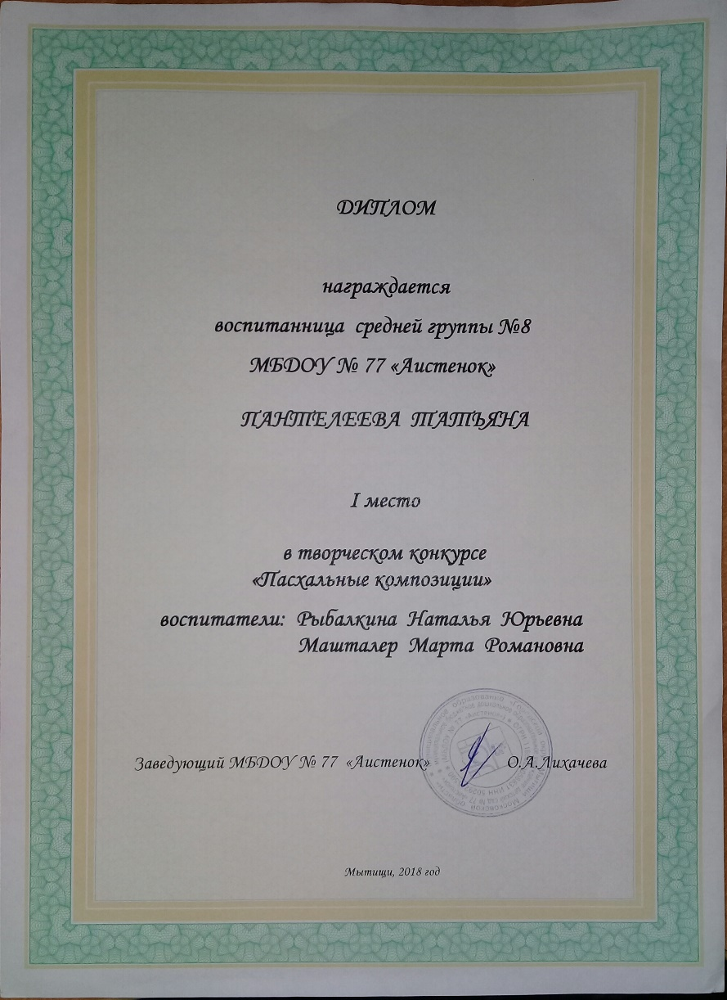 ДИПЛОМ
награждается
воспитанница средней группы №8
МБДОУ № 77 «Аистенок»
ПАНТЕЛЕЕВА ТАТЬЯНА
I место
в творческом конкурсе
«Пасхальные композиции»
воспитатели: Рыбалкина Наталья Юрьевна
Машталер Марта Романовна
Заведующий МБДОУ № 77 «Аистенок» О.А.Лихачева
Мытищи, 2018 год